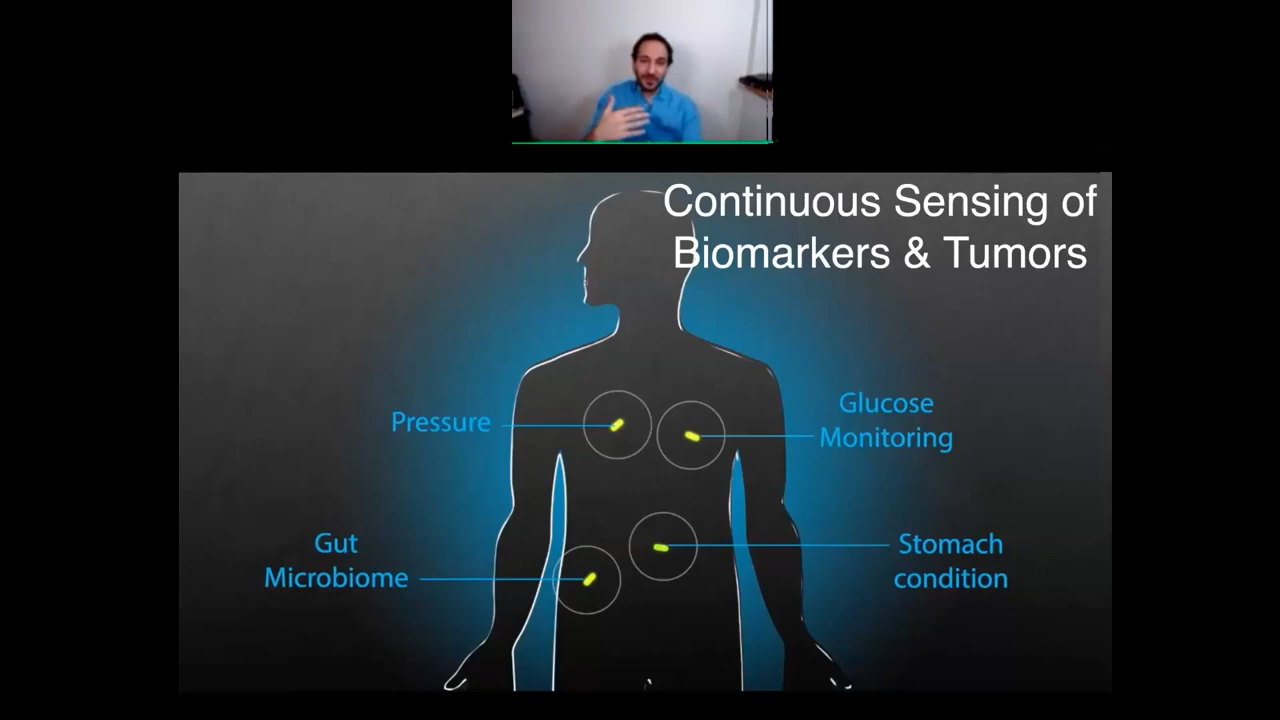 Continuous Sensing of
Biomarkers & Tumors
Pressure
Glucose
Monitoring
Gut
Microbiome
Stomach
condition